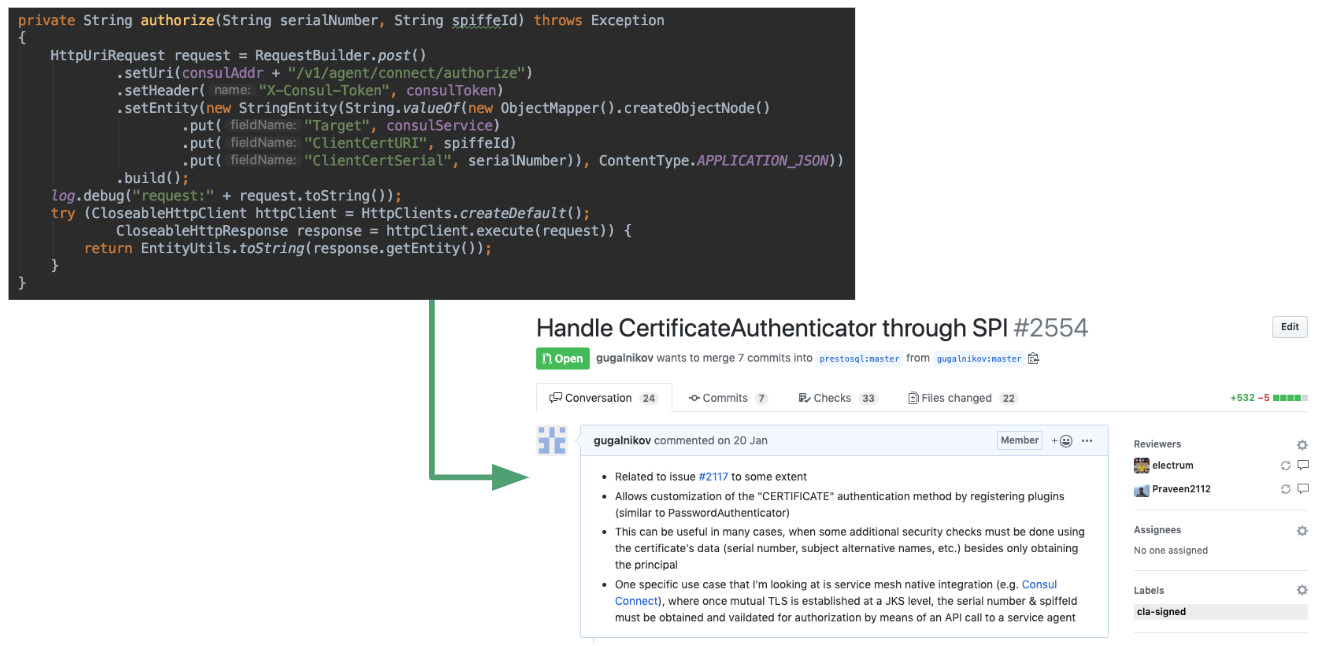 private String authorize(String serialNumber, String spiffeId) throws Exception
{
HttpUriRequest request = RequestBuilder.post()
.setUri(consulAddr + "/v1/agent/connect/authorize")
.setHeader( name: "X-Consul-Token", consulToken)
.setEntity(new StringEntity(String.valueOf(new ObjectMapper().createObjectNode()
.put( fieldName: "Target", consulService)
.put( fieldName: "ClientCertURI", spiffeId)
.put( fieldName: "ClientCertSerial", serialNumber)), ContentType.APPLICATION_JSON))
.build();
log.debug("request:" + request.toString());
try (CloseableHttpClient httpClient = HttpClients.createDefault();
CloseableHttpResponse response = httpClient.execute(request)) {
return EntityUtils.toString(response.getEntity());
}
}
Handle CertificateAuthenticator through SPI #2554
Edit
Open gugalnikov wants to merge 7 commits into prestosql:master from gugalnikov:master
Conversation 24 Commits 7 Checks 33 Files changed 22 +532 −5
gugalnikov commented on 20 Jan Member
• Related to issue #2117 to some extent
• Allows customization of the "CERTIFICATE" authentication method by registering plugins
(similar to PasswordAuthenticator)
• This can be useful in many cases, when some additional security checks must be done using
the certificate's data (serial number, subject alternative names, etc.) besides only obtaining
the principal
• One specific use case that I'm looking at is service mesh native integration (e.g. Consul
Connect), where once mutual TLS is established at a JKS level, the serial number & spiffeId
must be obtained and vaildated for authorization by means of an API call to a service agent
Reviewers
electrum
Praveen2112
Assignees
No one assigned
Labels
cla-signed